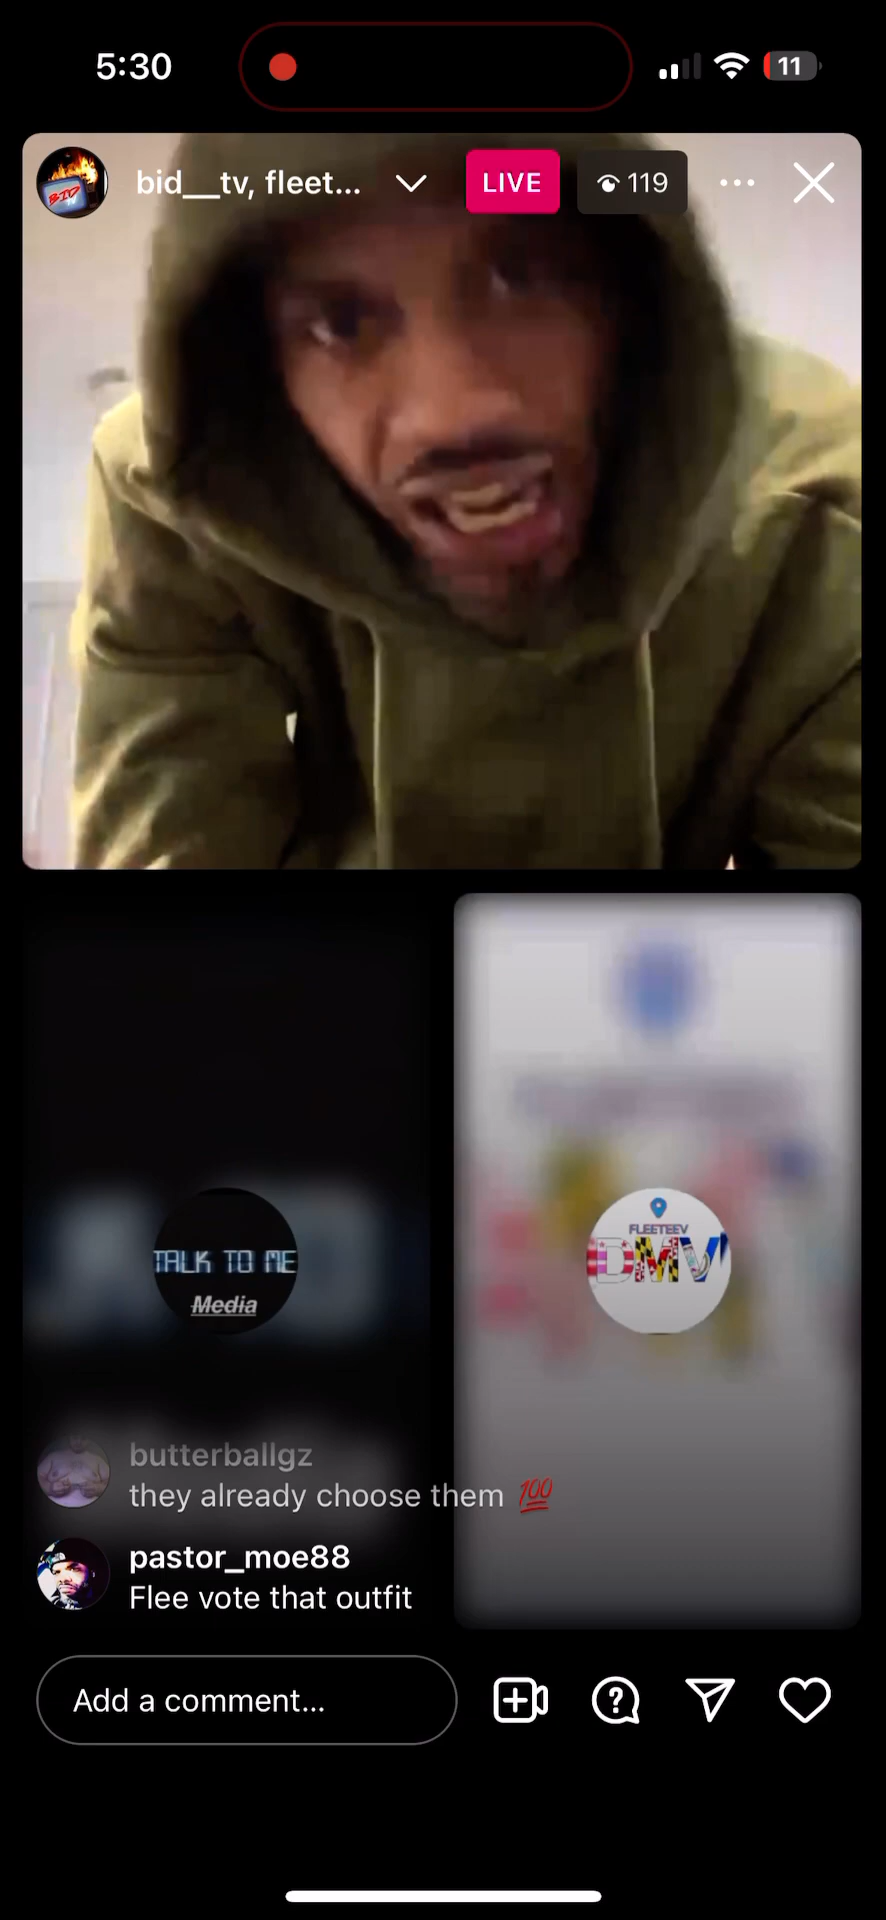 5:30
11
BID
bid__tv, fleet...
LIVE
119
TALK TO ME
Media
FLEETEEV
DMV
butterballgz
they already choose them 💯
pastor_moe88
Flee vote that outfit
Add a comment...